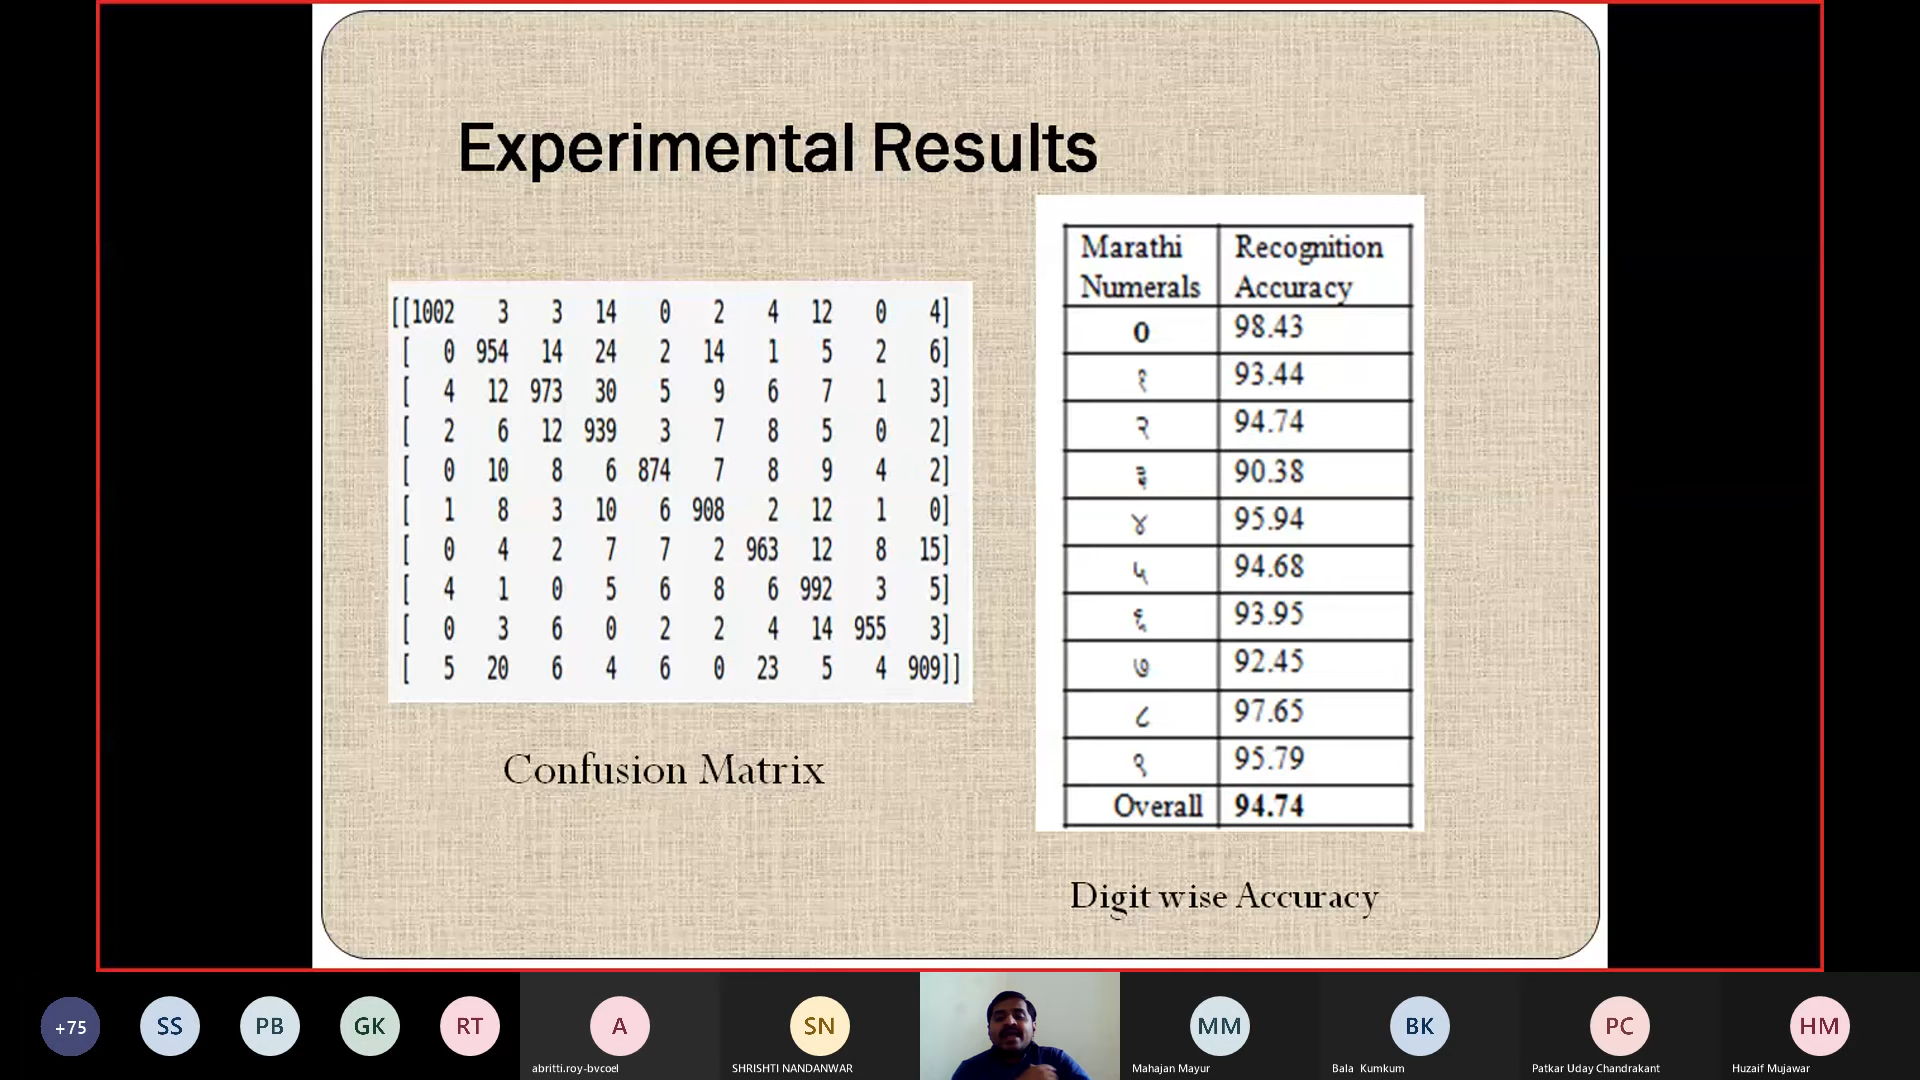 Experimental Results
[[1002 3 3 14 0 2 4 12 0 4]
[ 0 954 14 24 2 14 1 5 2 6]
[ 4 12 973 30 5 9 6 7 1 3]
[ 2 6 12 939 3 7 8 5 0 2]
[ 0 10 8 6 874 7 8 9 4 2]
[ 1 8 3 10 6 908 2 12 1 0]
[ 0 4 2 7 7 2 963 12 8 15]
[ 4 1 0 5 6 8 6 992 3 5]
[ 0 3 6 0 2 2 4 14 955 3]
[ 5 20 6 4 6 0 23 5 4 909]]
Confusion Matrix
Marathi Numerals Recognition Accuracy
० 98.43
१ 93.44
२ 94.74
३ 90.38
४ 95.94
५ 94.68
६ 93.95
७ 92.45
८ 97.65
९ 95.79
Overall 94.74
Digit wise Accuracy
+75 SS PB GK RT A SN MM BK PC HM
abritti.roy-bvcoel SHRISHTI NANDANWAR Mahajan Mayur Bala Kumkum Patkar Uday Chandrakant Huzaif Mujawar